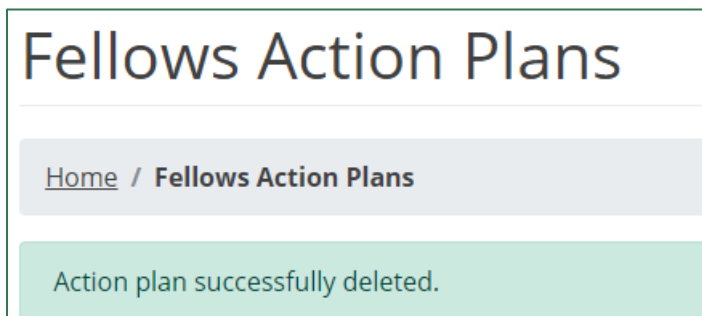 Fellows Action Plans
Home / Fellows Action Plans
Action plan successfully deleted.